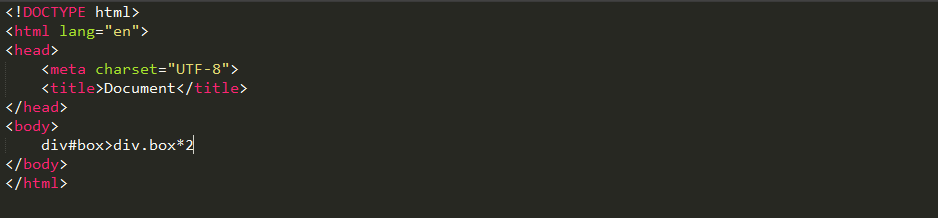 <!DOCTYPE html>
<html lang="en">
<head>
    <meta charset="UTF-8">
    <title>Document</title>
</head>
<body>
    div#box>div.box*2
</body>
</html>